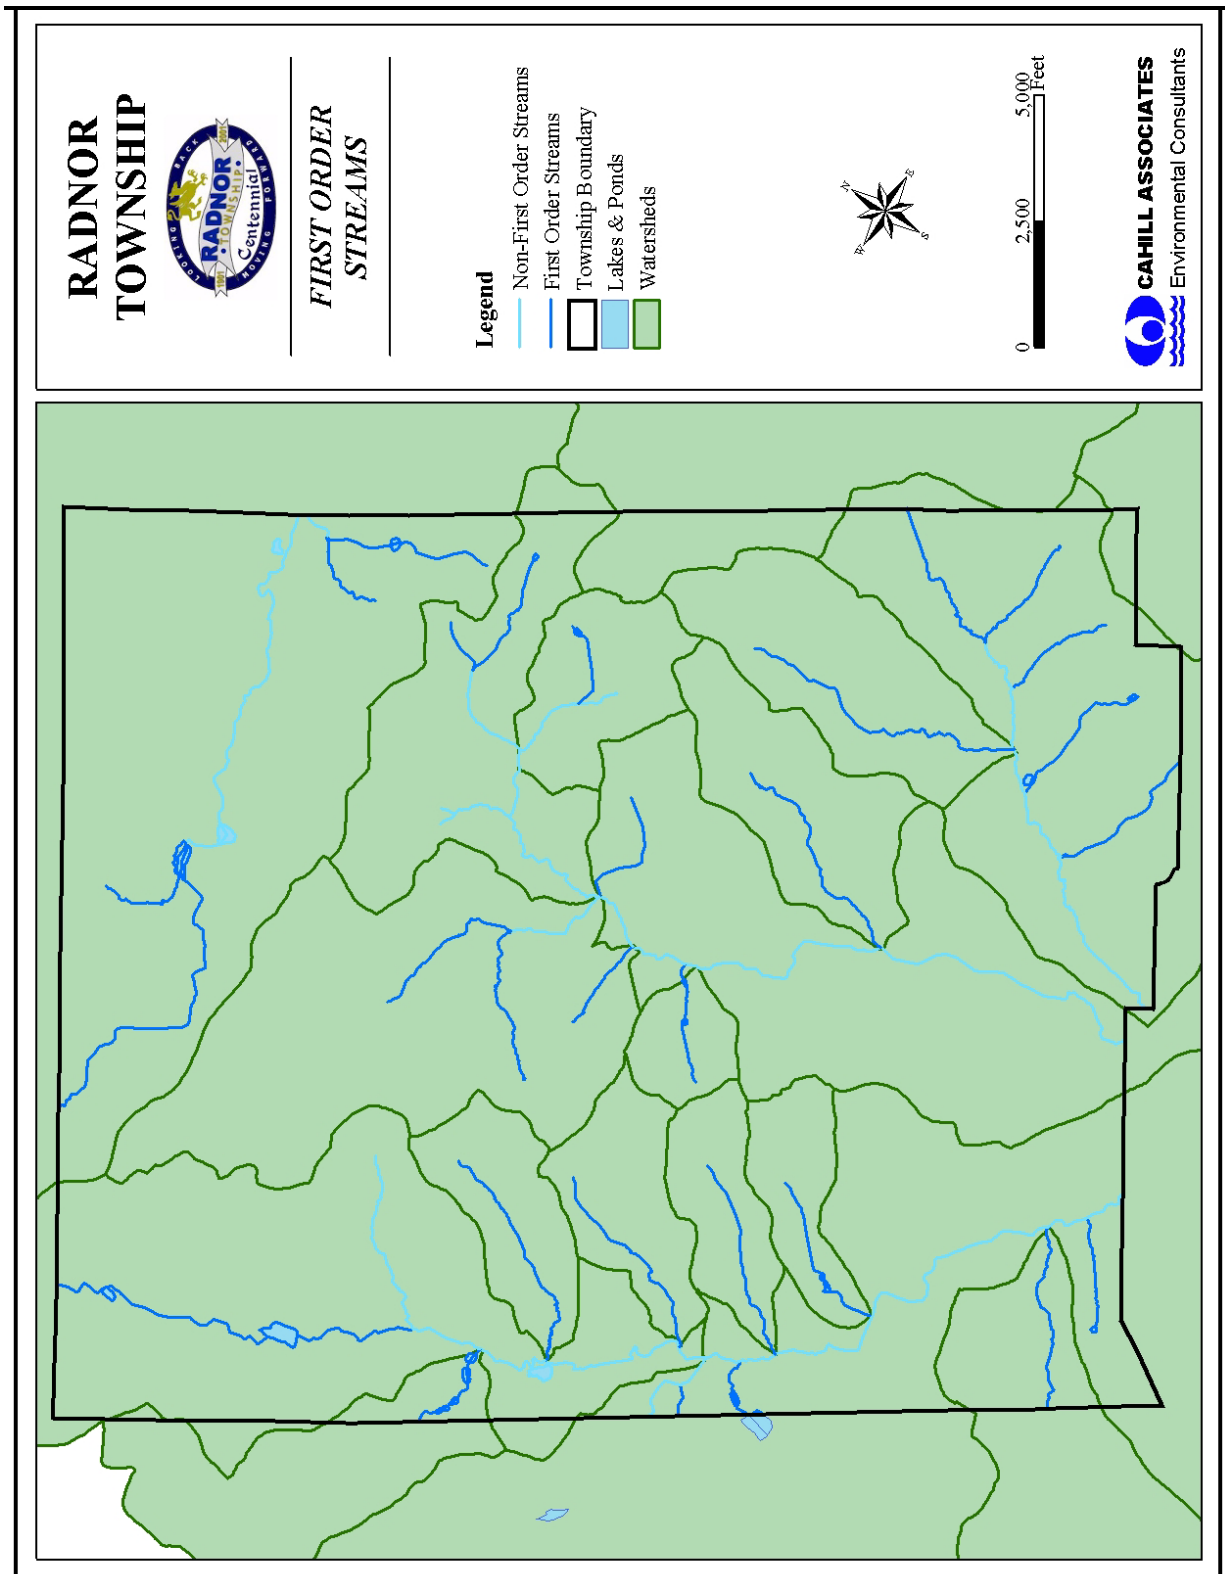 RADNOR
TOWNSHIP
LOOKING BACK
1901
RADNOR
TOWNSHIP
Centennial
2001
MOVING FORWARD
FIRST ORDER
STREAMS
Legend
Non-First Order Streams
First Order Streams
Township Boundary
Lakes & Ponds
Watersheds
N
E
S
W
0
2,500
5,000
Feet
CAHILL ASSOCIATES
Environmental Consultants